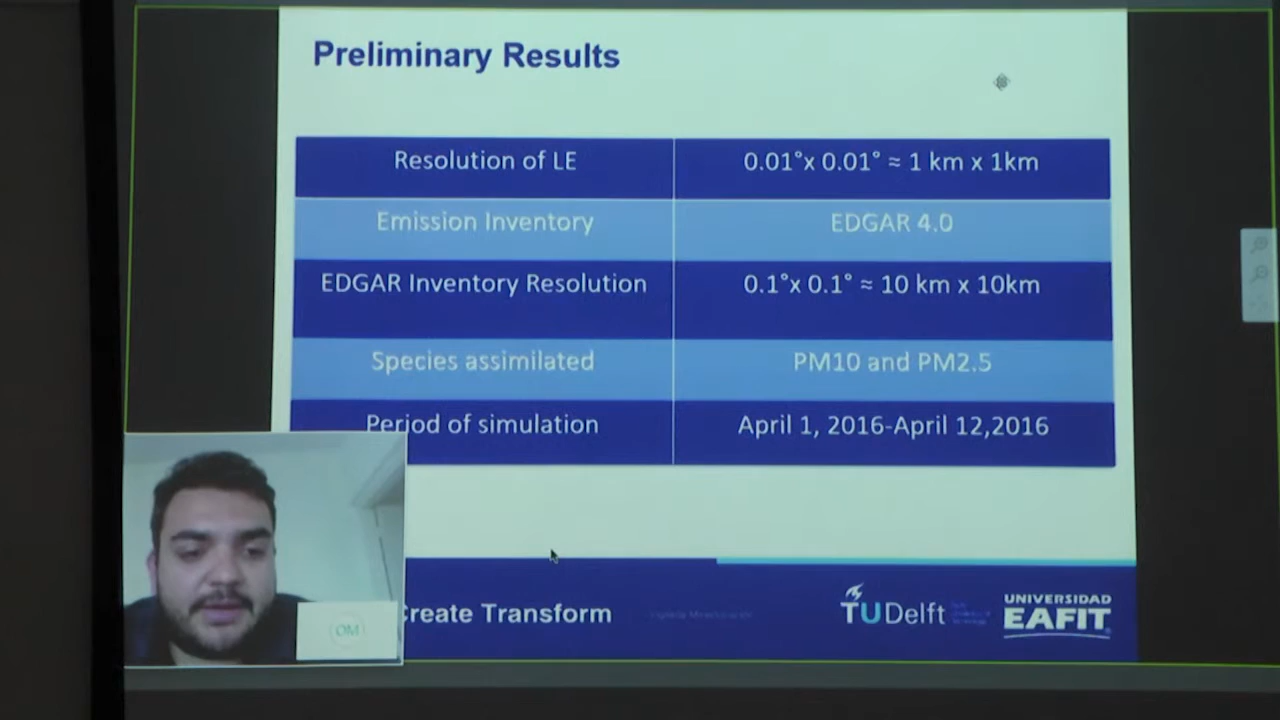 Preliminary Results
Resolution of LE 0.01°x 0.01° ≈ 1 km x 1km
Emission Inventory EDGAR 4.0
EDGAR Inventory Resolution 0.1°x 0.1° ≈ 10 km x 10km
Species assimilated PM10 and PM2.5
Period of simulation April 1, 2016-April 12,2016
OM
Create Transform
TUDelft
UNIVERSIDAD
EAFIT